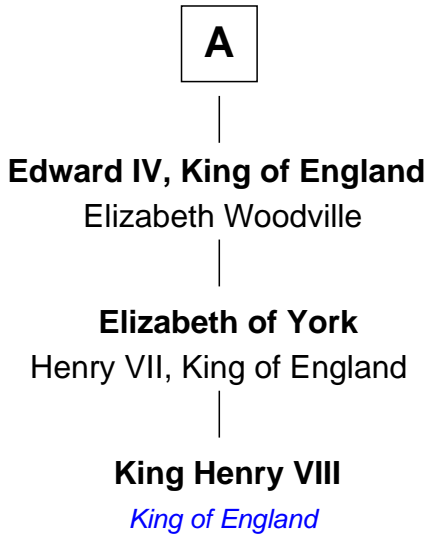 A
Edward IV, King of England
Elizabeth Woodville
Elizabeth of York
Henry VII, King of England
King Henry VIII
King of England